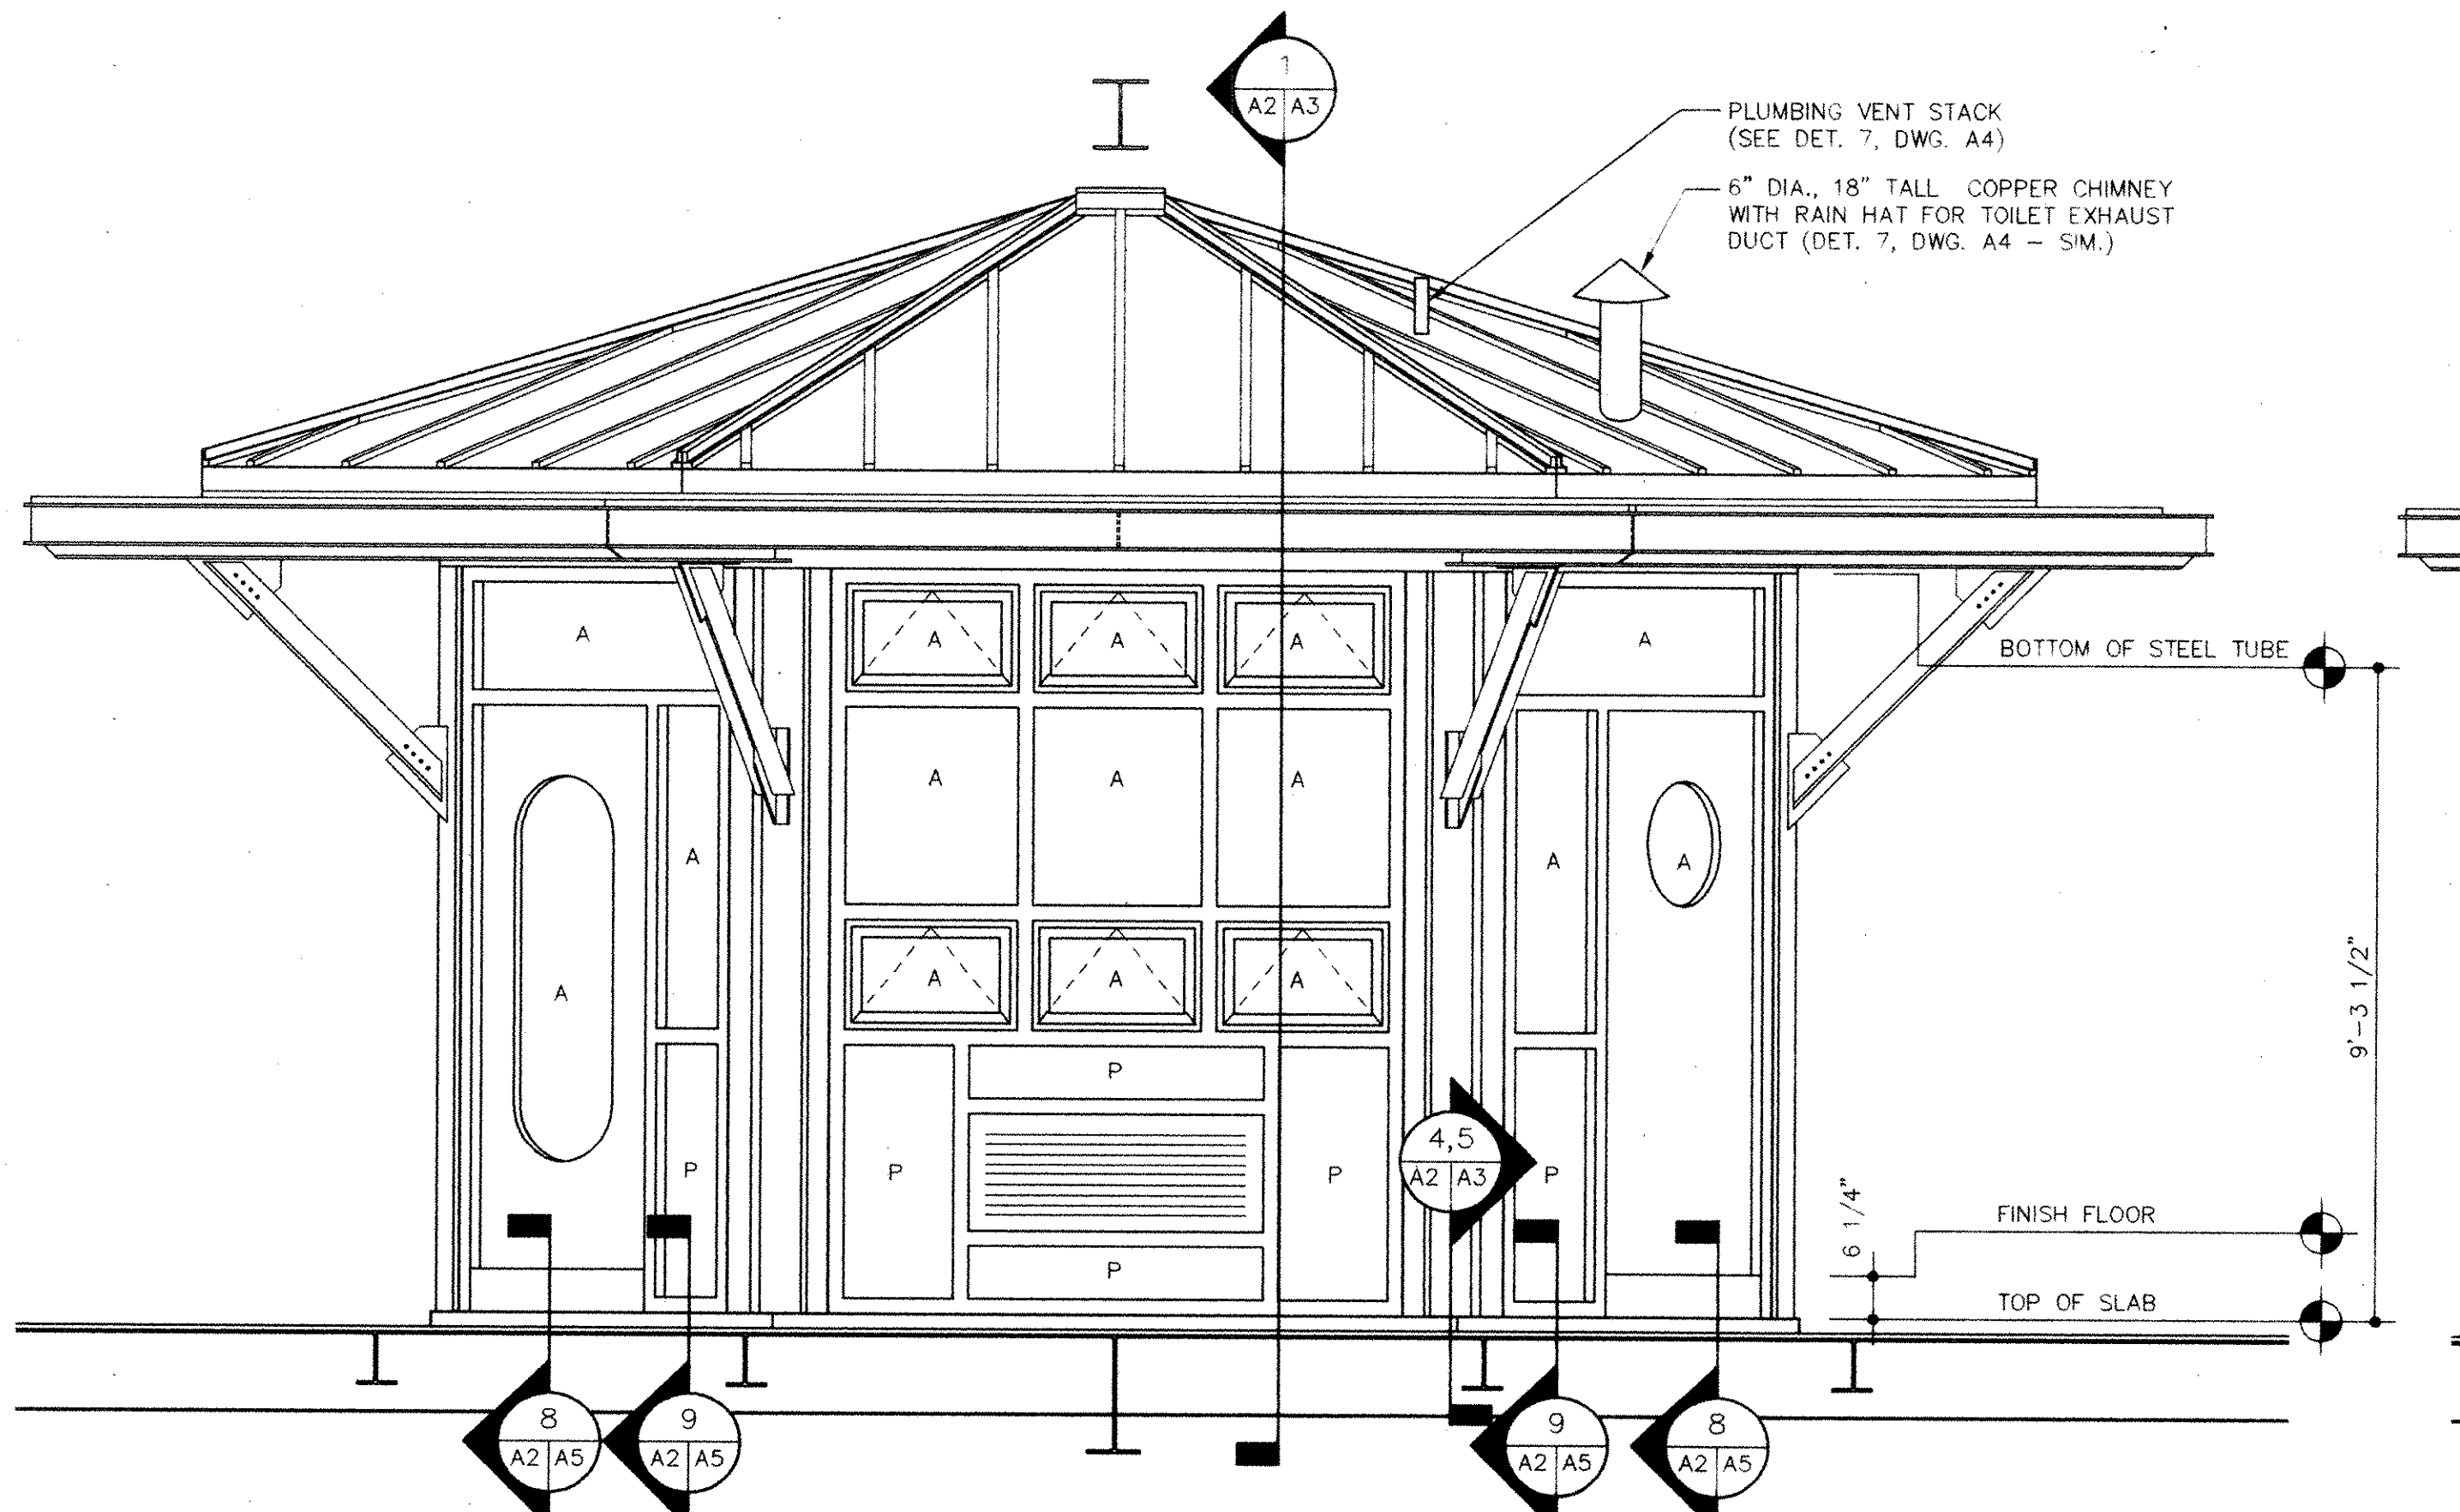 1
A2 A3
PLUMBING VENT STACK
(SEE DET. 7, DWG. A4)
6" DIA., 18" TALL COPPER CHIMNEY
WITH RAIN HAT FOR TOILET EXHAUST
DUCT (DET. 7, DWG. A4 – SIM.)
A
A
A
A
A
BOTTOM OF STEEL TUBE
A
A
A
A
A
A
A
A
A
A
A
9'-3 1/2"
P
4,5
A2 A3
P
P
P
P
6 1/4"
FINISH FLOOR
P
TOP OF SLAB
8
A2 A5
9
A2 A5
9
A2 A5
8
A2 A5